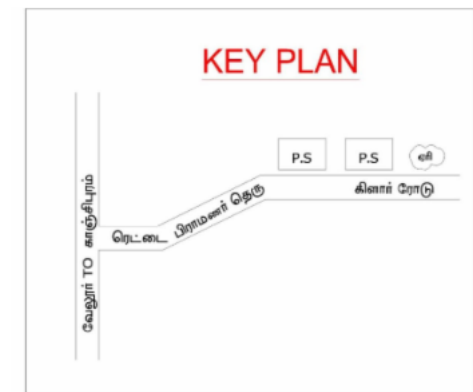 KEY PLAN
P.S
P.S
ஏரி
கிளார் ரோடு
ரெட்டை பிராமணர் தெரு
வேலூர் TO காஞ்சிபுரம்